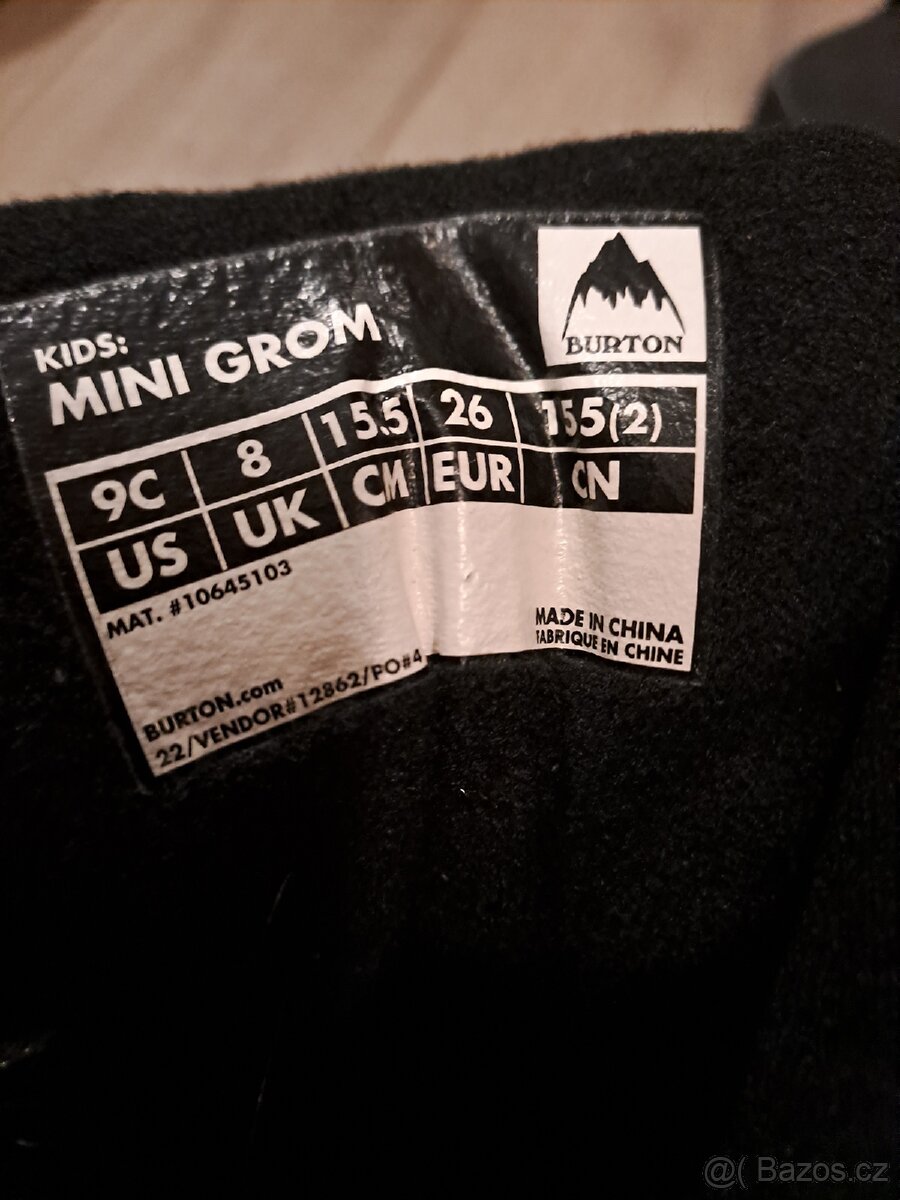 BURTON
KIDS:
MINI GROM
9C 8 15.5 26 155(2)
US UK CM EUR CN
MAT. #10645103
MADE IN CHINA
FABRIQUE EN CHINE
BURTON.com
22/VENDOR#12862/PO#4
@( Bazos.cz